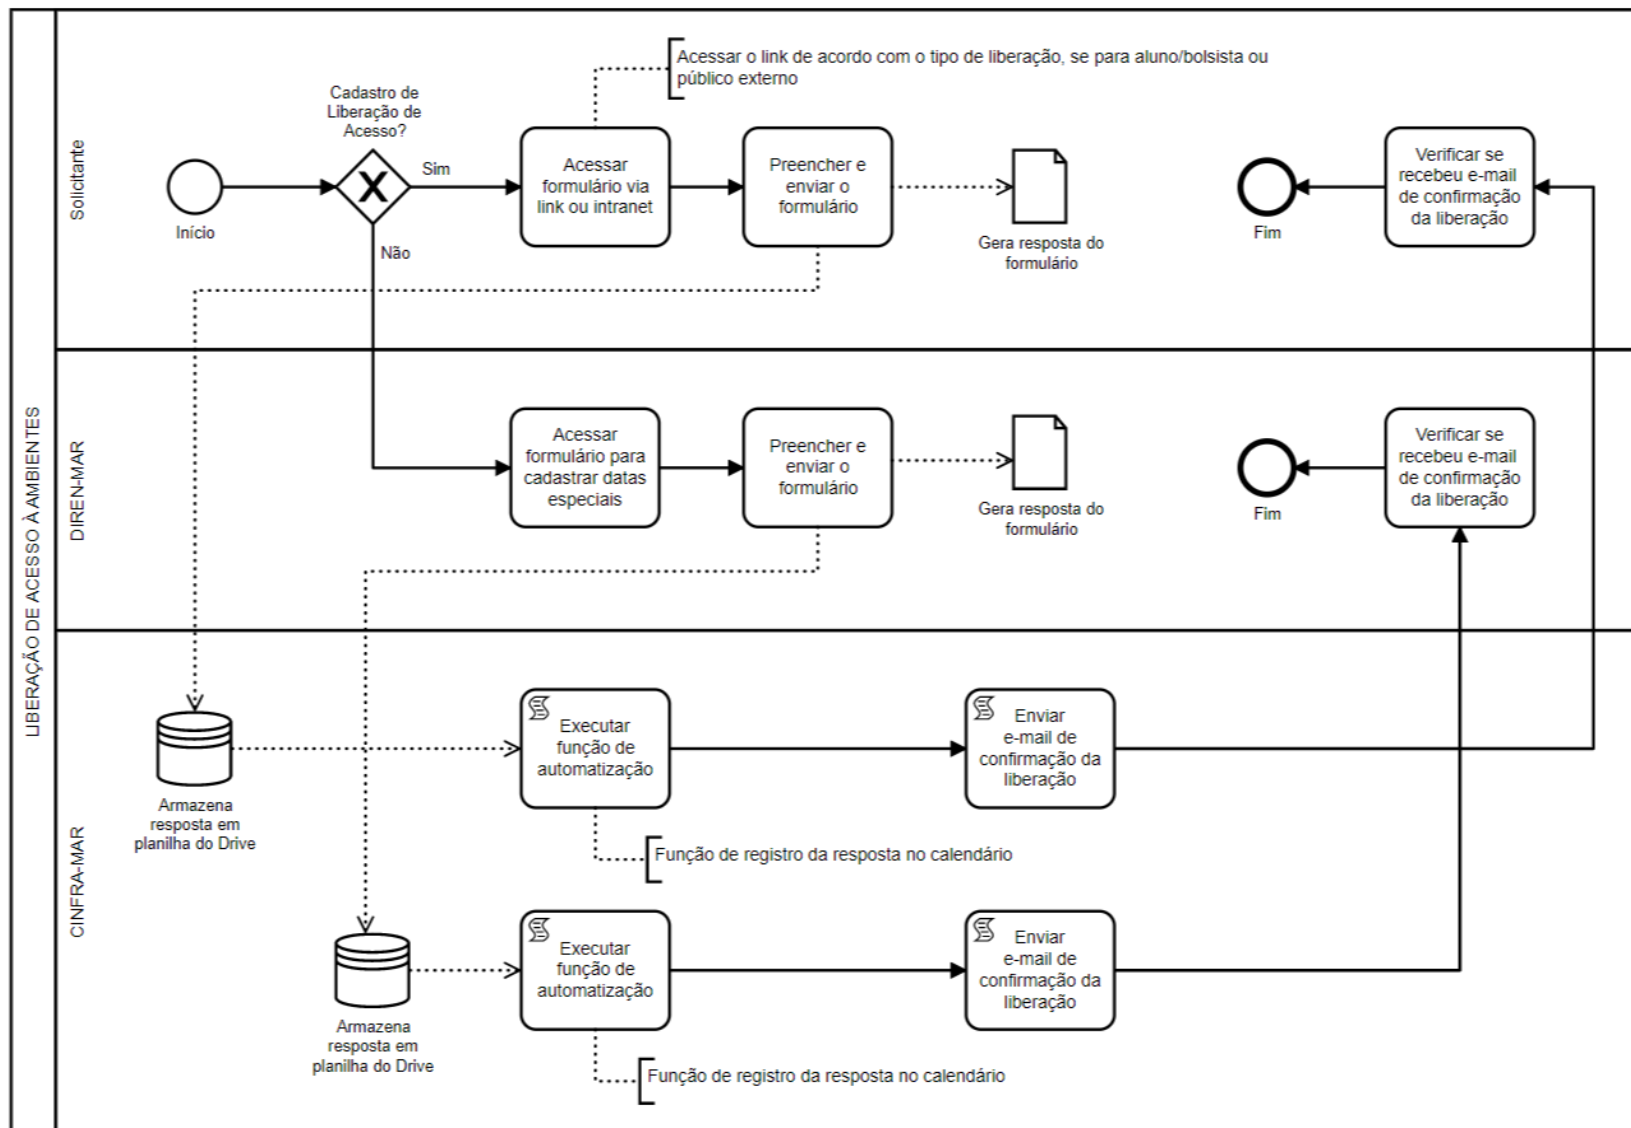 LIBERAÇÃO DE ACESSO À AMBIENTES
Solicitante
Início
Cadastro de
Liberação de
Acesso?
Sim
Não
Acessar
formulário via
link ou intranet
Acessar o link de acordo com o tipo de liberação, se para aluno/bolsista ou
público externo
Preencher e
enviar o
formulário
Gera resposta do
formulário
Fim
Verificar se
recebeu e-mail
de confirmação
da liberação
DIREN-MAR
Acessar
formulário para
cadastrar datas
especiais
Preencher e
enviar o
formulário
Gera resposta do
formulário
Fim
Verificar se
recebeu e-mail
de confirmação
da liberação
CINFRA-MAR
Armazena
resposta em
planilha do Drive
Executar
função de
automatização
Função de registro da resposta no calendário
Enviar
e-mail de
confirmação da
liberação
Armazena
resposta em
planilha do Drive
Executar
função de
automatização
Função de registro da resposta no calendário
Enviar
e-mail de
confirmação da
liberação